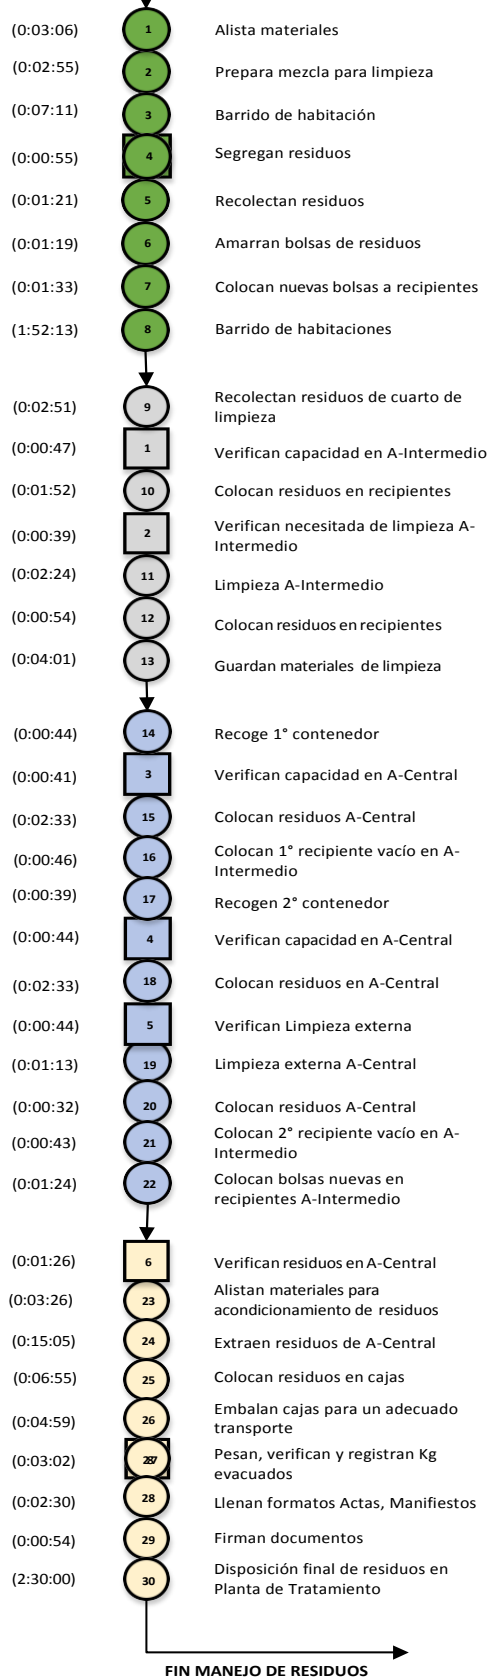 (0:03:06) 1 Alista materiales
(0:02:55) 2 Prepara mezcla para limpieza
(0:07:11) 3 Barrido de habitación
(0:00:55) 4 Segregan residuos
(0:01:21) 5 Recolectan residuos
(0:01:19) 6 Amarran bolsas de residuos
(0:01:33) 7 Colocan nuevas bolsas a recipientes
(1:52:13) 8 Barrido de habitaciones
(0:02:51) 9 Recolectan residuos de cuarto de
limpieza
(0:00:47) 1 Verifican capacidad en A-Intermedio
(0:01:52) 10 Colocan residuos en recipientes
(0:00:39) 2 Verifican necesitada de limpieza A-
Intermedio
(0:02:24) 11 Limpieza A-Intermedio
(0:00:54) 12 Colocan residuos en recipientes
(0:04:01) 13 Guardan materiales de limpieza
(0:00:44) 14 Recoge 1° contenedor
(0:00:41) 3 Verifican capacidad en A-Central
(0:02:33) 15 Colocan residuos A-Central
(0:00:46) 16 Colocan 1° recipiente vacío en A-
Intermedio
(0:00:39) 17 Recogen 2° contenedor
(0:00:44) 4 Verifican capacidad en A-Central
(0:02:33) 18 Colocan residuos en A-Central
(0:00:44) 5 Verifican Limpieza externa
(0:01:13) 19 Limpieza externa A-Central
(0:00:32) 20 Colocan residuos A-Central
(0:00:43) 21 Colocan 2° recipiente vacío en A-
Intermedio
(0:01:24) 22 Colocan bolsas nuevas en
recipientes A-Intermedio
(0:01:26) 6 Verifican residuos en A-Central
(0:03:26) 23 Alistan materiales para
acondicionamiento de residuos
(0:15:05) 24 Extraen residuos de A-Central
(0:06:55) 25 Colocan residuos en cajas
(0:04:59) 26 Embalan cajas para un adecuado
transporte
(0:03:02) Pesan, verifican y registran Kg
evacuados
(0:02:30) 28 Llenan formatos Actas, Manifiestos
(0:00:54) 29 Firman documentos
(2:30:00) 30 Disposición final de residuos en
Planta de Tratamiento
FIN MANEJO DE RESIDUOS